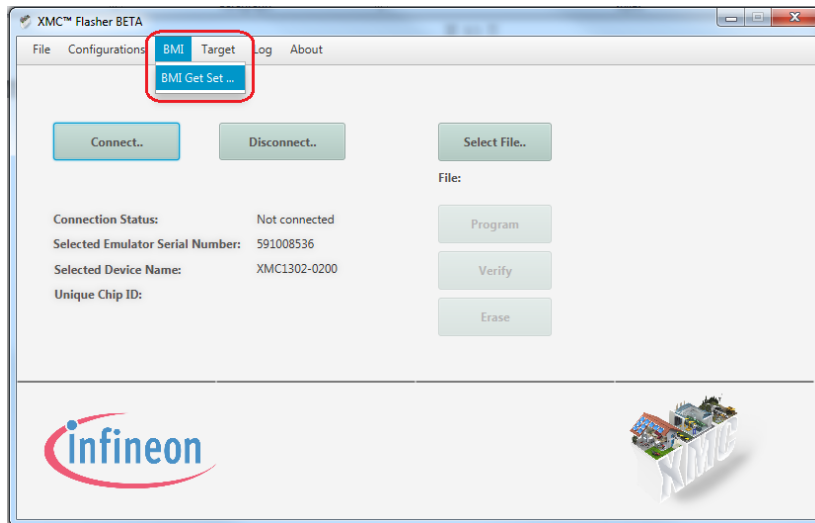 XMC™ Flasher BETA
File Configurations BMI Target Log About
BMI Get Set ...
Connect.. Disconnect.. Select File..
File:
Connection Status: Not connected
Program
Selected Emulator Serial Number: 591008536
Selected Device Name: XMC1302-0200
Verify
Unique Chip ID:
Erase
infineon
XMC